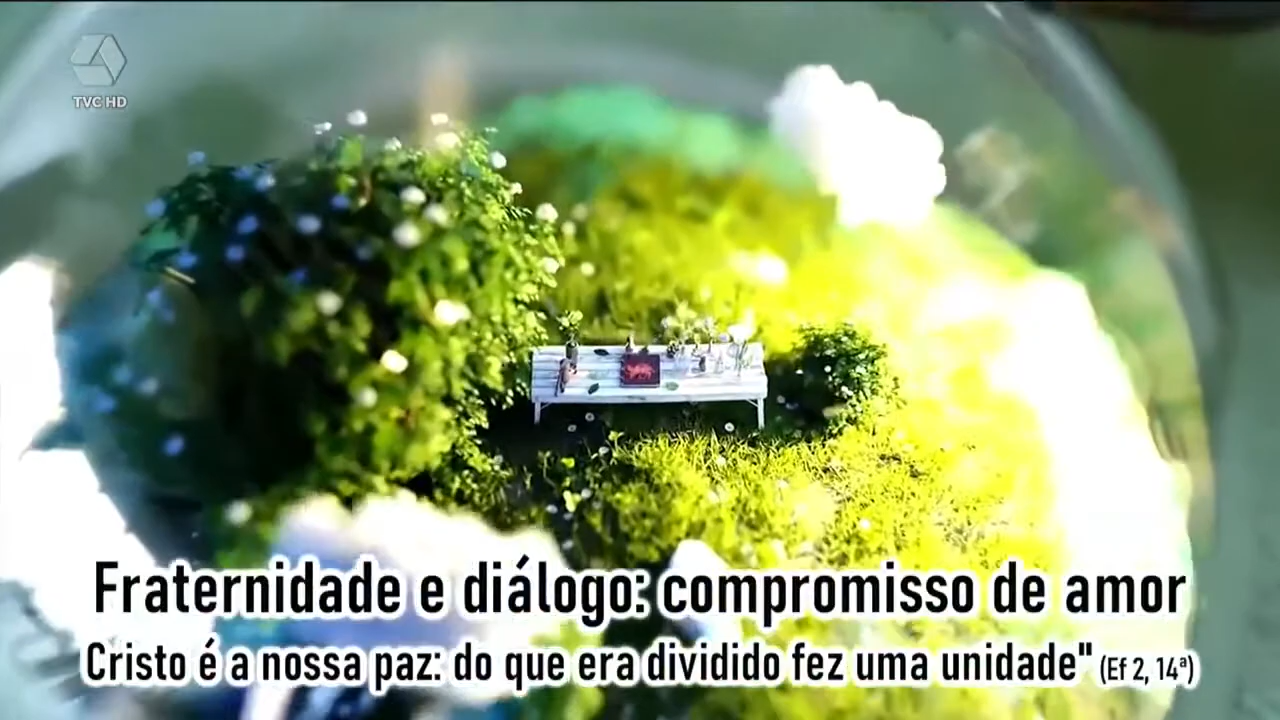 TVC HD
Fraternidade e diálogo: compromisso de amor
Cristo é a nossa paz: do que era dividido fez uma unidade" (Ef 2, 14ª)